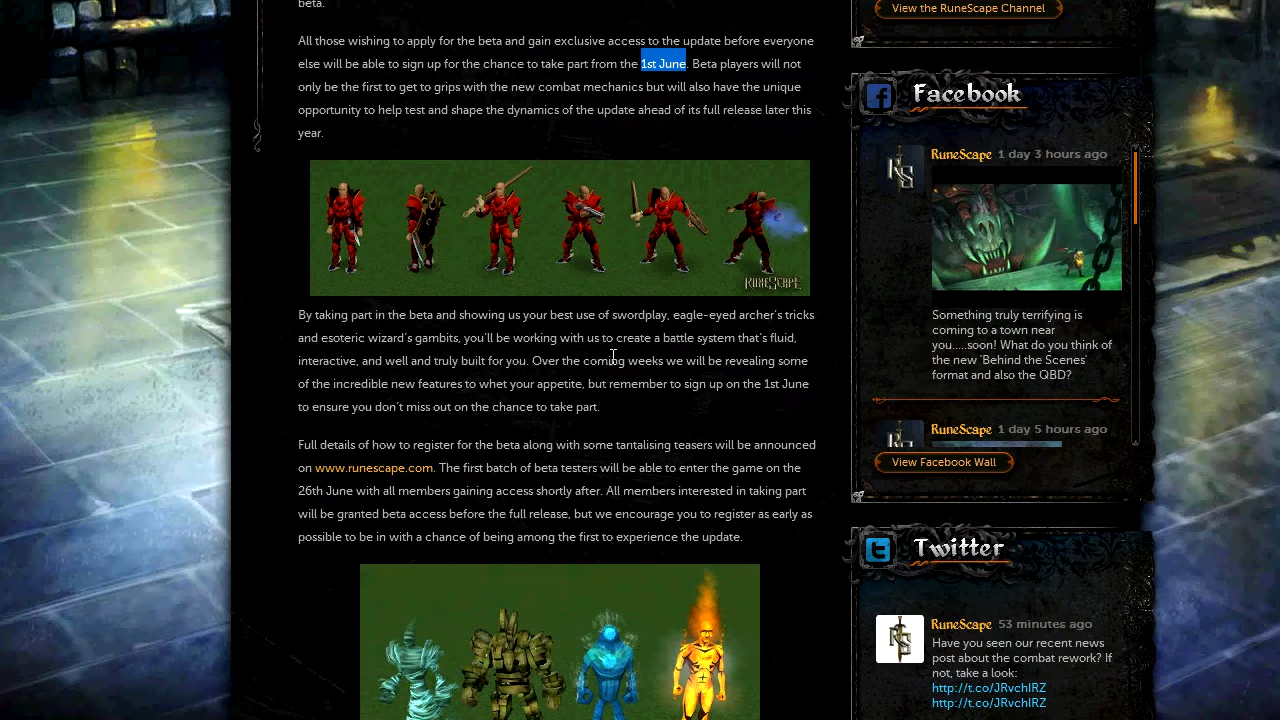 beta.
All those wishing to apply for the beta and gain exclusive access to the update before everyone
else will be able to sign up for the chance to take part from the 1st June. Beta players will not
only be the first to get to grips with the new combat mechanics but will also have the unique
opportunity to help test and shape the dynamics of the update ahead of its full release later this
year.
RUNESCAPE
By taking part in the beta and showing us your best use of swordplay, eagle-eyed archer's tricks
and esoteric wizard's gambits, you'll be working with us to create a battle system that's fluid,
interactive, and well and truly built for you. Over the coming weeks we will be revealing some
of the incredible new features to whet your appetite, but remember to sign up on the 1st June
to ensure you don't miss out on the chance to take part.
Full details of how to register for the beta along with some tantalising teasers will be announced
on www.runescape.com. The first batch of beta testers will be able to enter the game on the
26th June with all members gaining access shortly after. All members interested in taking part
will be granted beta access before the full release, but we encourage you to register as early as
possible to be in with a chance of being among the first to experience the update.
View the RuneScape Channel
Facebook
RuneScape 1 day 3 hours ago
Something truly terrifying is
coming to a town near
you.....soon! What do you think of
the new 'Behind the Scenes'
format and also the QBD?
RuneScape 1 day 5 hours ago
View Facebook Wall
Twitter
RuneScape 53 minutes ago
Have you seen our recent news
post about the combat rework? If
not, take a look:
http://t.co/JRvchIRZ
http://t.co/JRvchIRZ